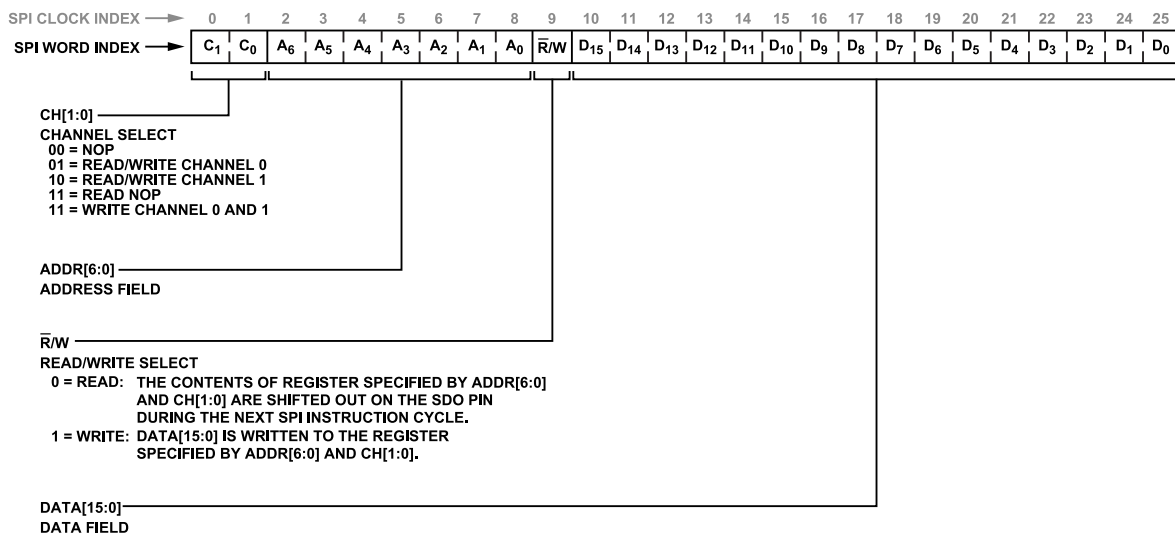 SPI CLOCK INDEX 0 1 2 3 4 5 6 7 8 9 10 11 12 13 14 15 16 17 18 19 20 21 22 23 24 25
SPI WORD INDEX C1 C0 A6 A5 A4 A3 A2 A1 A0 R̅/W D15 D14 D13 D12 D11 D10 D9 D8 D7 D6 D5 D4 D3 D2 D1 D0
CH[1:0]
CHANNEL SELECT
00 = NOP
01 = READ/WRITE CHANNEL 0
10 = READ/WRITE CHANNEL 1
11 = READ NOP
11 = WRITE CHANNEL 0 AND 1
ADDR[6:0]
ADDRESS FIELD
R̅/W
READ/WRITE SELECT
0 = READ: THE CONTENTS OF REGISTER SPECIFIED BY ADDR[6:0]
AND CH[1:0] ARE SHIFTED OUT ON THE SDO PIN
DURING THE NEXT SPI INSTRUCTION CYCLE.
1 = WRITE: DATA[15:0] IS WRITTEN TO THE REGISTER
SPECIFIED BY ADDR[6:0] AND CH[1:0].
DATA[15:0]
DATA FIELD